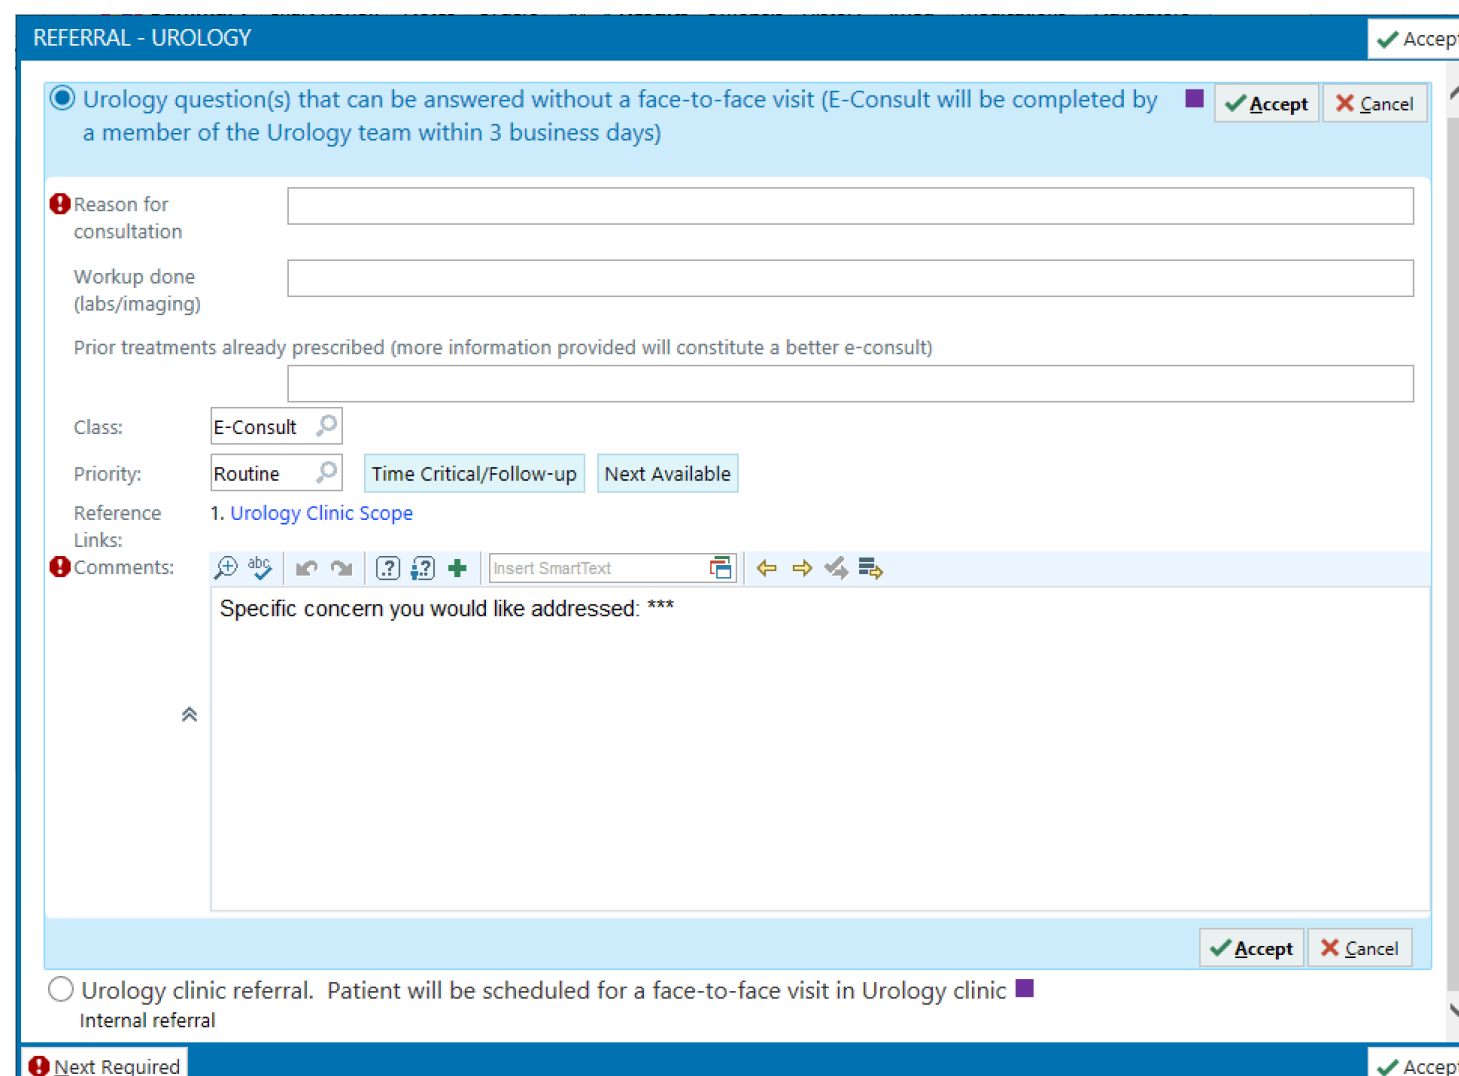 REFERRAL - UROLOGY
Accept
Urology question(s) that can be answered without a face-to-face visit (E-Consult will be completed by
a member of the Urology team within 3 business days)
Accept
Cancel
Reason for
consultation
Workup done
(labs/imaging)
Prior treatments already prescribed (more information provided will constitute a better e-consult)
Class:
E-Consult
Priority:
Routine
Time Critical/Follow-up
Next Available
Reference
Links:
1. Urology Clinic Scope
Comments:
abc
Insert SmartText
Specific concern you would like addressed: ***
Accept
Cancel
Urology clinic referral.  Patient will be scheduled for a face-to-face visit in Urology clinic
Internal referral
Next Required
Accept